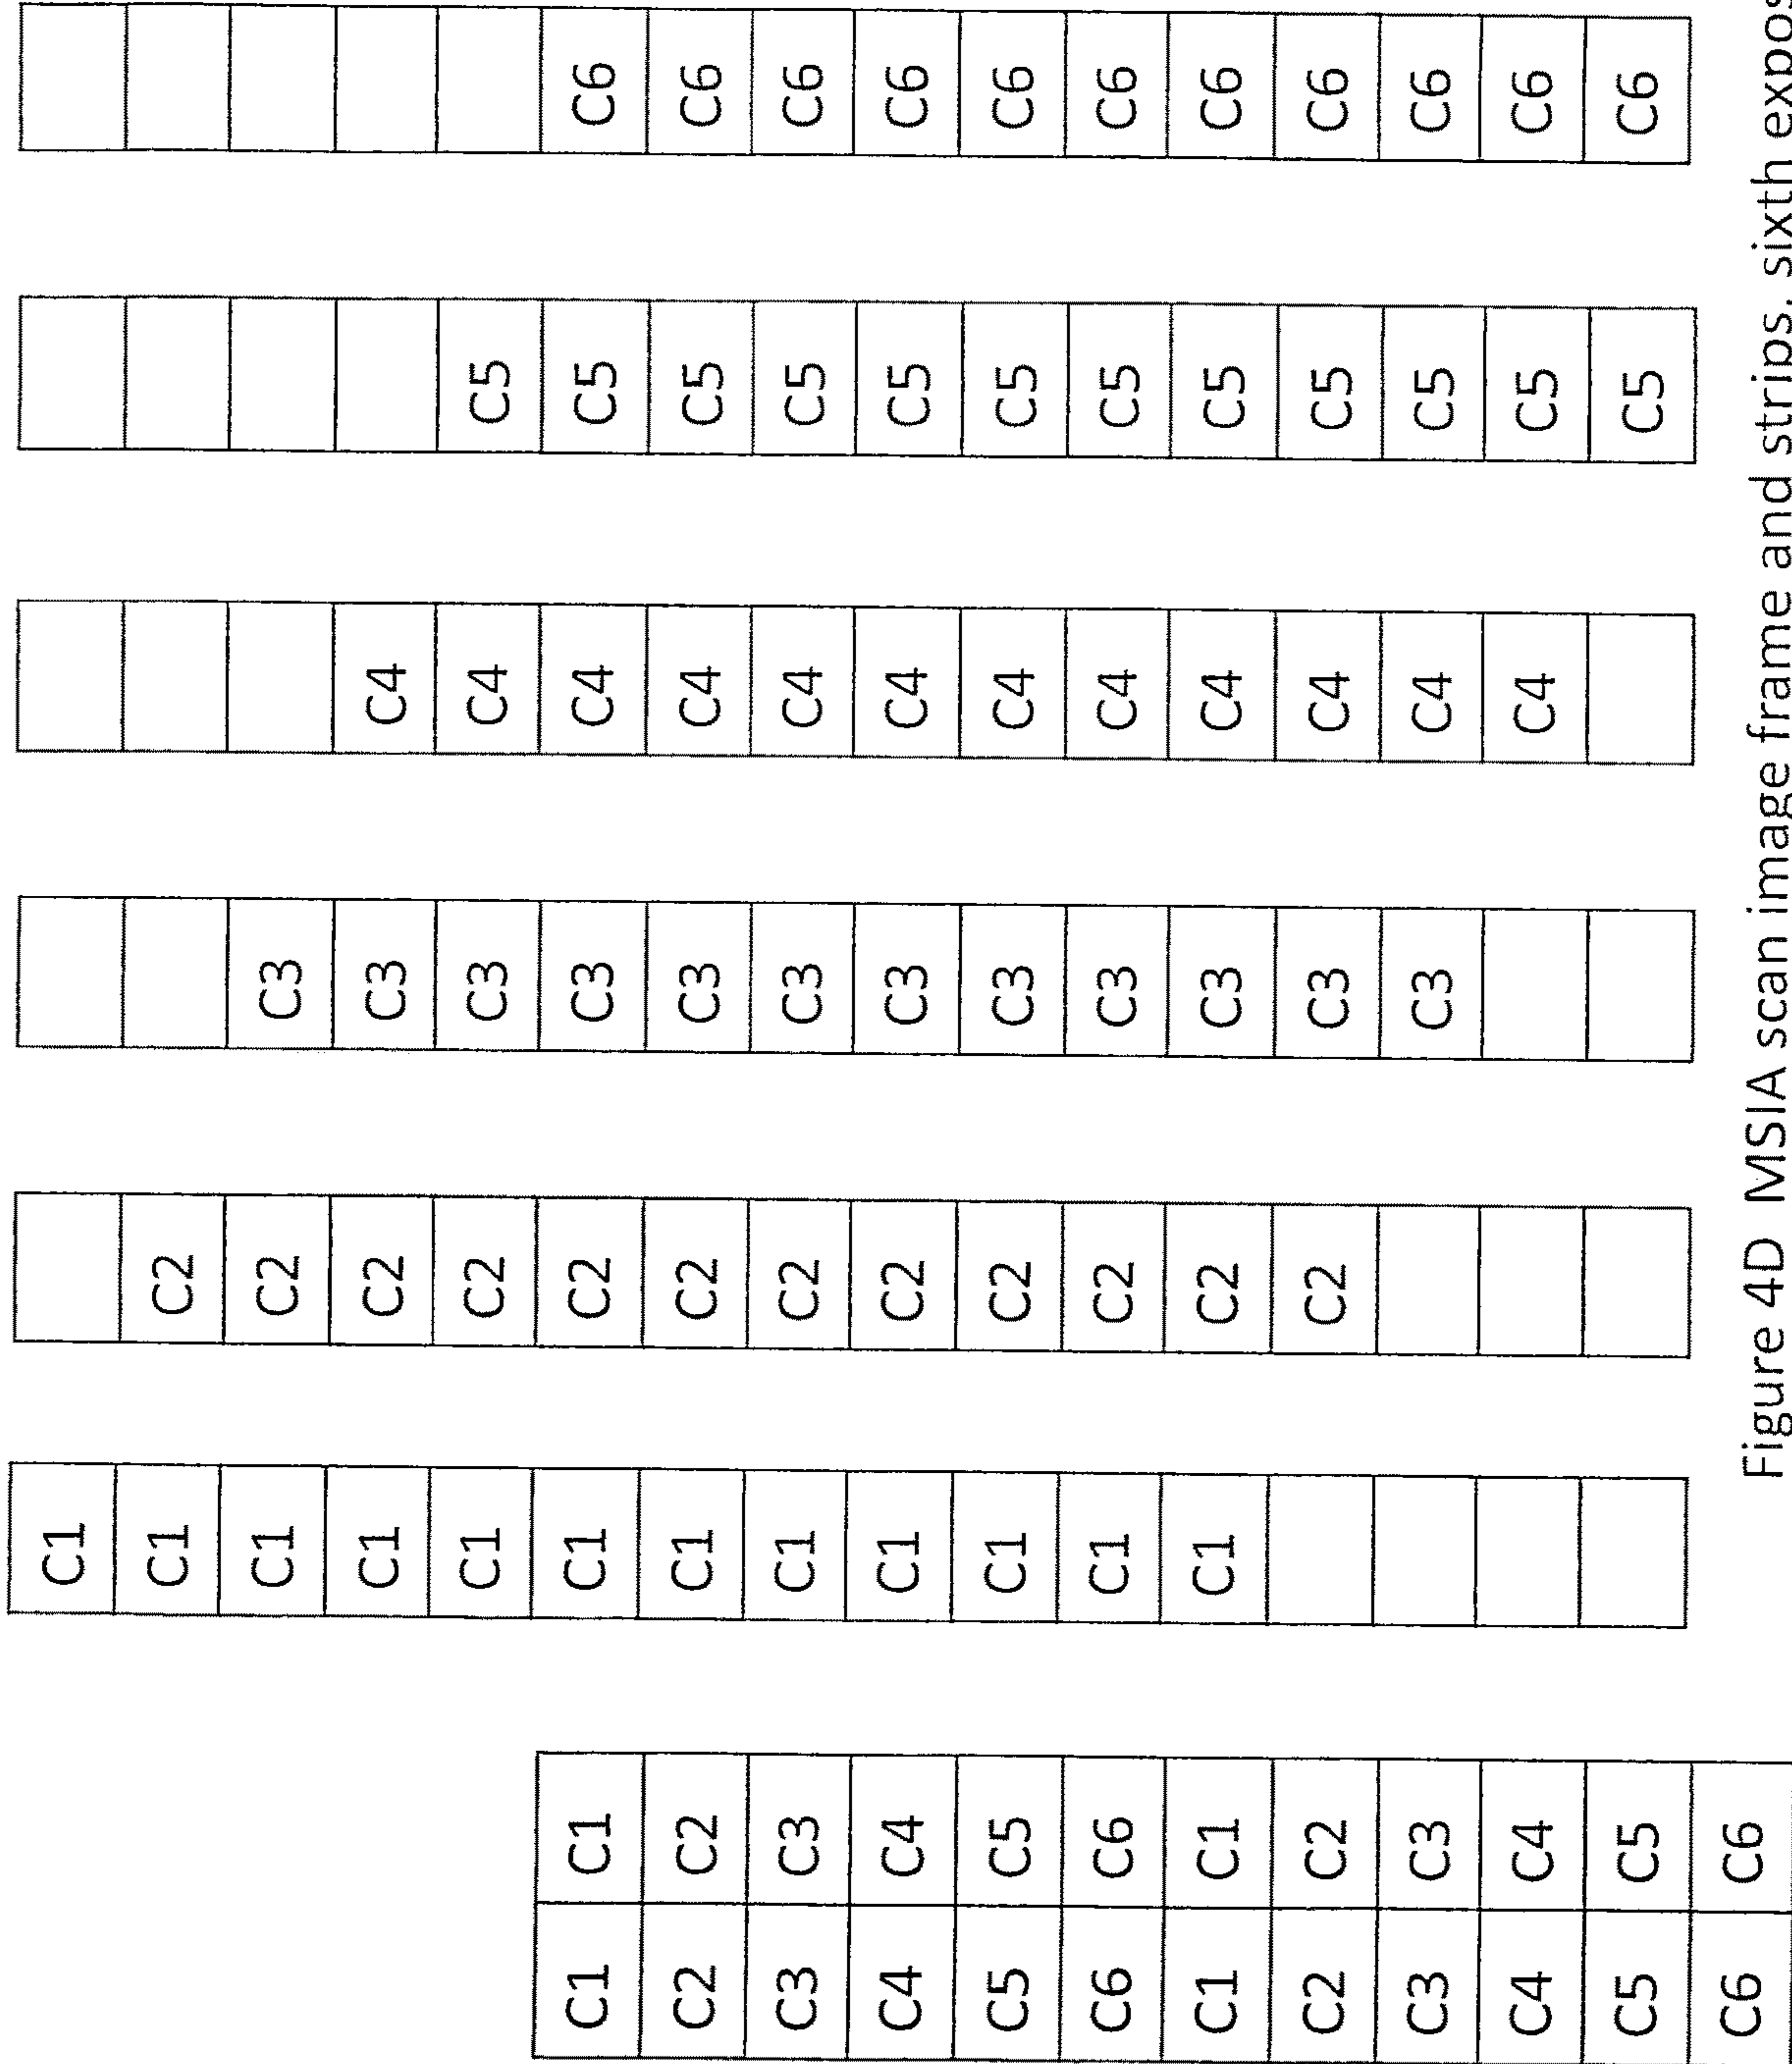 C1
C1 C2
C1 C2 C3
C1 C2 C3 C4
C1 C2 C3 C4 C5
C1 C1 C1 C2 C3 C4 C5 C6
C2 C2 C1 C2 C3 C4 C5 C6
C3 C3 C1 C2 C3 C4 C5 C6
C4 C4 C1 C2 C3 C4 C5 C6
C5 C5 C1 C2 C3 C4 C5 C6
C6 C6 C1 C2 C3 C4 C5 C6
C1 C1 C1 C2 C3 C4 C5 C6
C2 C2 C2 C3 C4 C5 C6
C3 C3 C3 C4 C5 C6
C4 C4 C4 C5 C6
C5 C5 C5 C6
C6 C6
Figure 4D MSIA scan image frame and strips, sixth